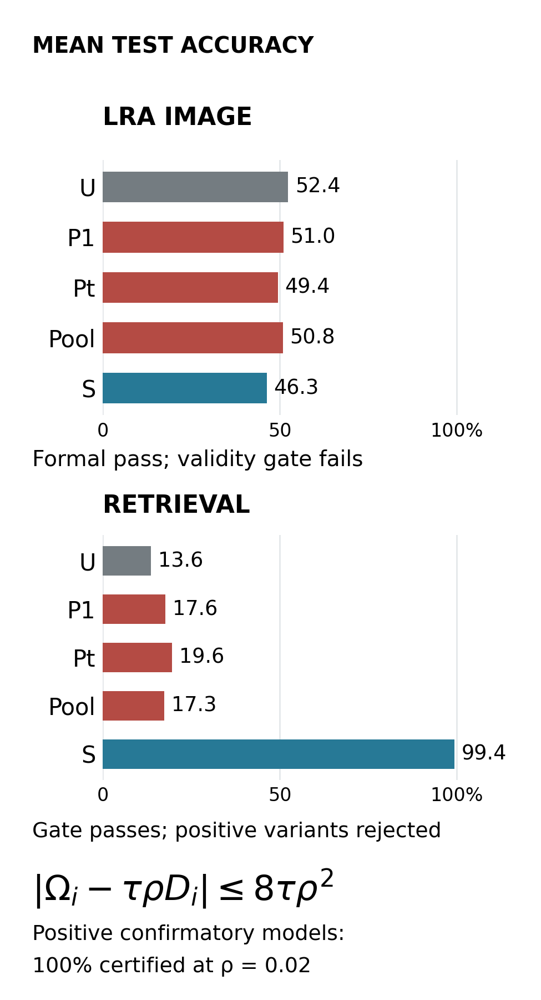 MEAN TEST ACCURACY
LRA IMAGE
U 52.4
P1 51.0
Pt 49.4
Pool 50.8
S 46.3
0 50 100%
Formal pass; validity gate fails
RETRIEVAL
U 13.6
P1 17.6
Pt 19.6
Pool 17.3
S 99.4
0 50 100%
Gate passes; positive variants rejected
|Ωᵢ − τρDᵢ| ≤ 8τρ²
Positive confirmatory models:
100% certified at ρ = 0.02